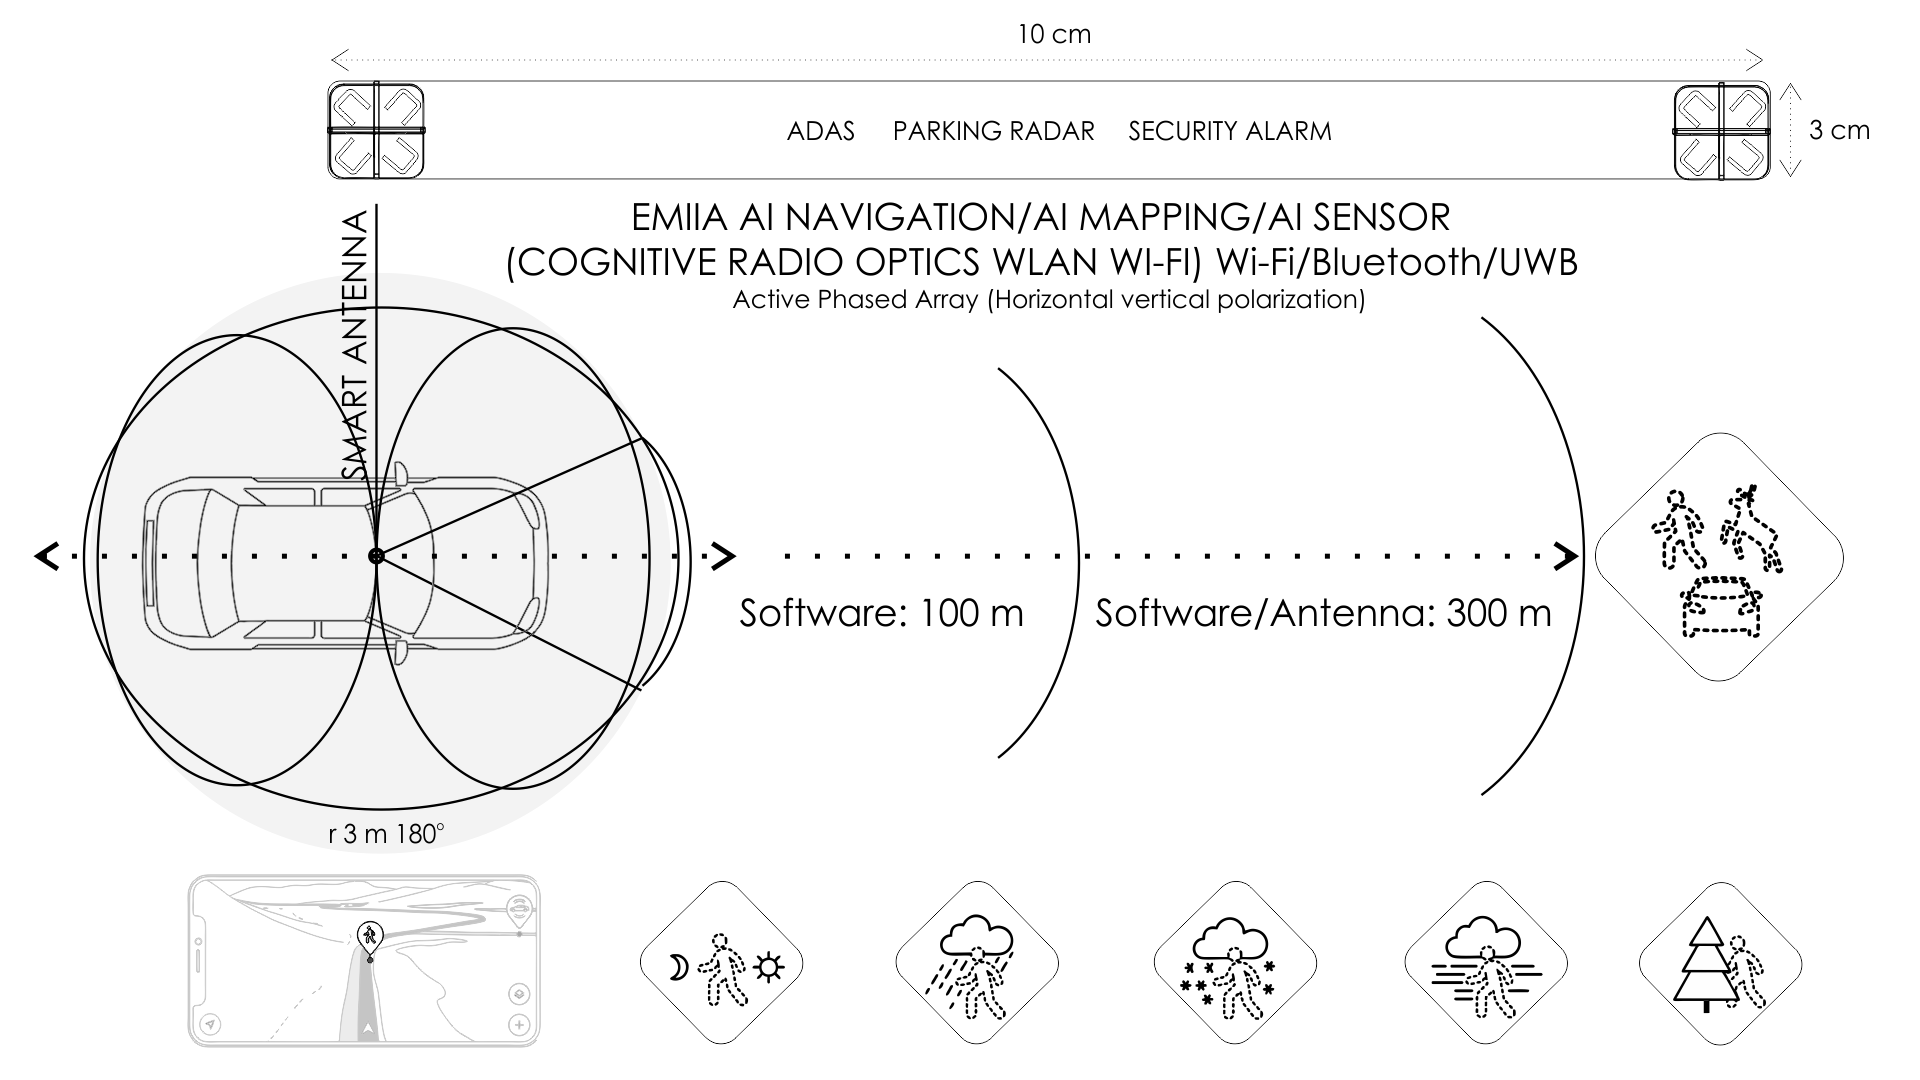 10 cm
ADAS PARKING RADAR SECURITY ALARM
3 cm
EMIIA AI NAVIGATION/AI MAPPING/AI SENSOR
(COGNITIVE RADIO OPTICS WLAN WI-FI) Wi-Fi/Bluetooth/UWB
Active Phased Array (Horizontal vertical polarization)
SMART ANTENNA
Software: 100 m
Software/Antenna: 300 m
r 3 m 180°